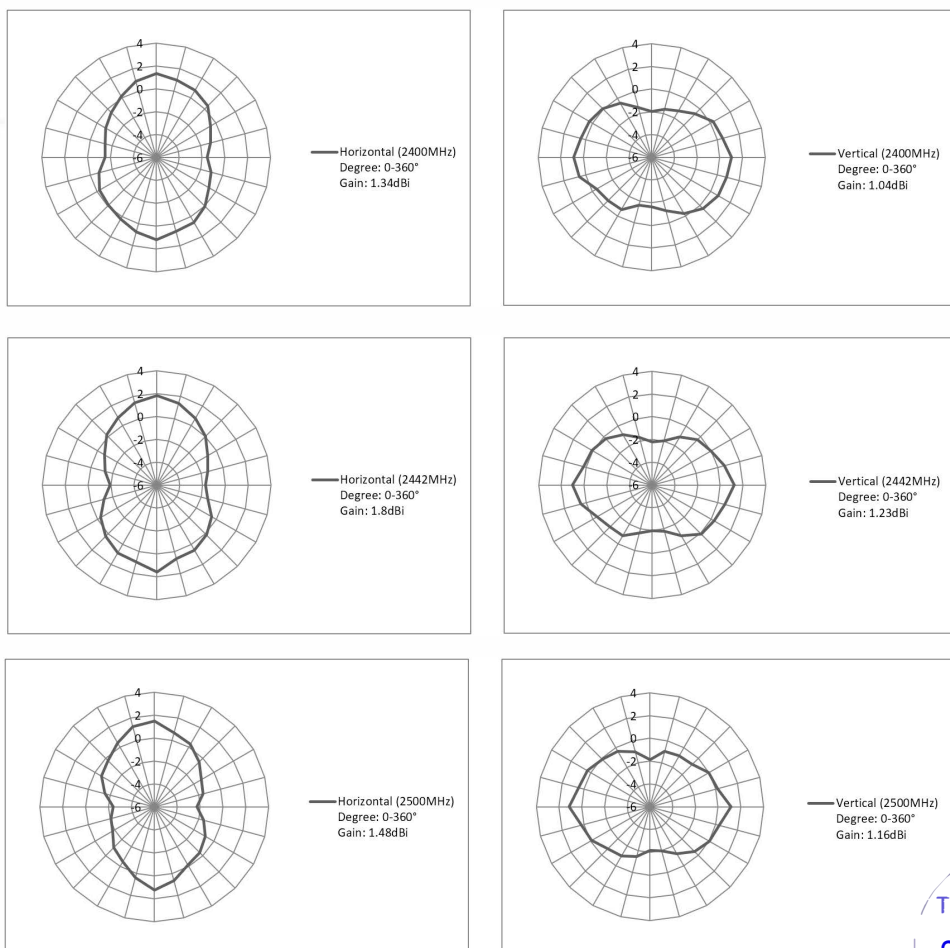 4
2
0
-2
-4
-6
Horizontal (2400MHz)
Degree: 0-360°
Gain: 1.34dBi
4
2
0
-2
-4
-6
Vertical (2400MHz)
Degree: 0-360°
Gain: 1.04dBi
4
2
0
-2
-4
-6
Horizontal (2442MHz)
Degree: 0-360°
Gain: 1.8dBi
4
2
0
-2
-4
-6
Vertical (2442MHz)
Degree: 0-360°
Gain: 1.23dBi
4
2
0
-2
-4
-6
Horizontal (2500MHz)
Degree: 0-360°
Gain: 1.48dBi
4
2
0
-2
-4
-6
Vertical (2500MHz)
Degree: 0-360°
Gain: 1.16dBi
T